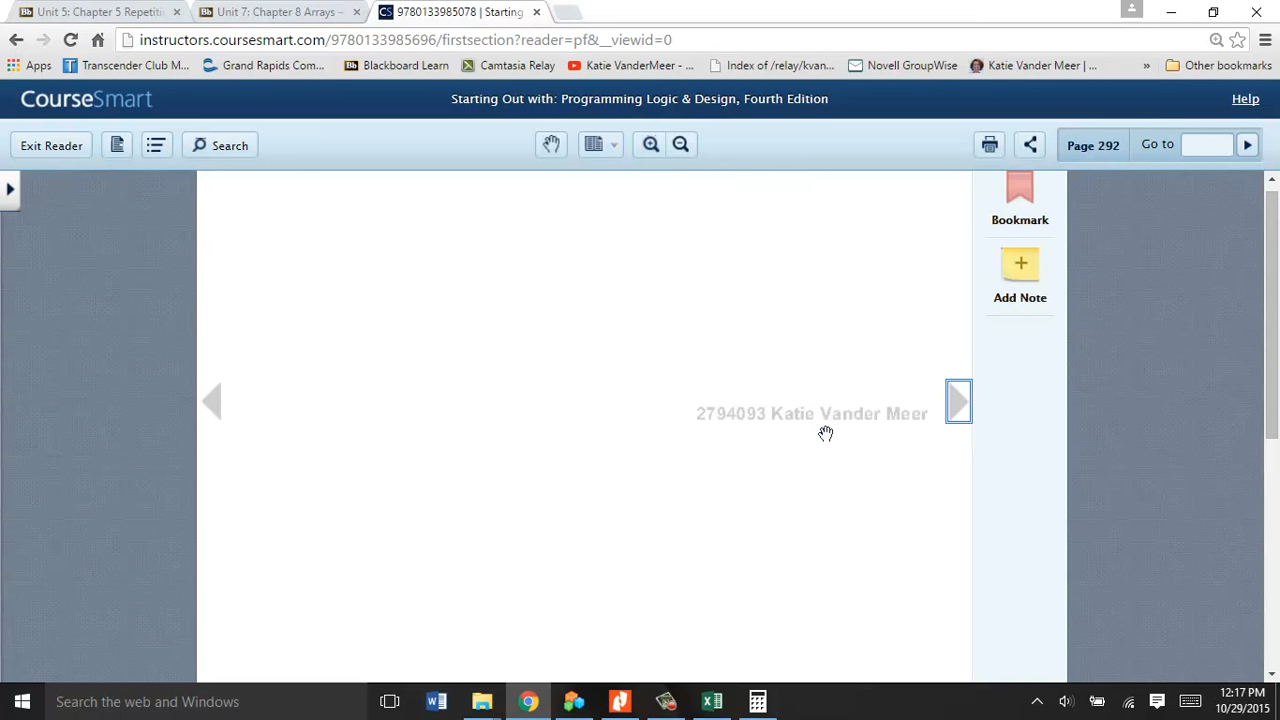 Unit 5: Chapter 5 Repetiti
Unit 7: Chapter 8 Arrays –
CS 9780133985078 | Starting
instructors.coursesmart.com/9780133985696/firstsection?reader=pf&__viewid=0
Apps
Transcender Club M...
Grand Rapids Com...
Bb Blackboard Learn
Camtasia Relay
Katie VanderMeer - ...
Index of /relay/kvan...
Novell GroupWise
Katie Vander Meer | ...
»
Other bookmarks
CourseSmart
Starting Out with: Programming Logic & Design, Fourth Edition
Help
Exit Reader
Search
Page 292
Go to
Bookmark
Add Note
2794093 Katie Vander Meer
Search the web and Windows
12:17 PM
10/29/2015